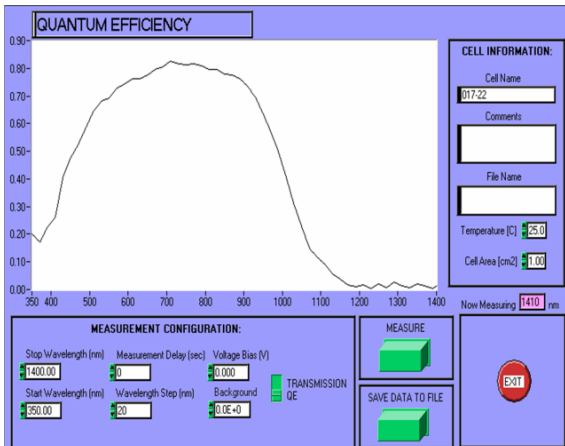 QUANTUM EFFICIENCY
0.90
0.80
0.70
0.60
0.50
0.40
0.30
0.20
0.10
0.00
350 400 500 600 700 800 900 1000 1100 1200 1300 1400
CELL INFORMATION:
Cell Name
017-22
Comments
File Name
Temperature [C] 25.0
Cell Area [cm2] 1.00
Now Measuring 1410 nm
MEASUREMENT CONFIGURATION:
Stop Wavelength (nm) Measurement Delay (sec) Voltage Bias (V)
1400.00 0 0.000
Start Wavelength (nm) Wavelength Step (nm) Background
350.00 20 0.0E+0
TRANSMISSION
QE
MEASURE
SAVE DATA TO FILE
EXIT